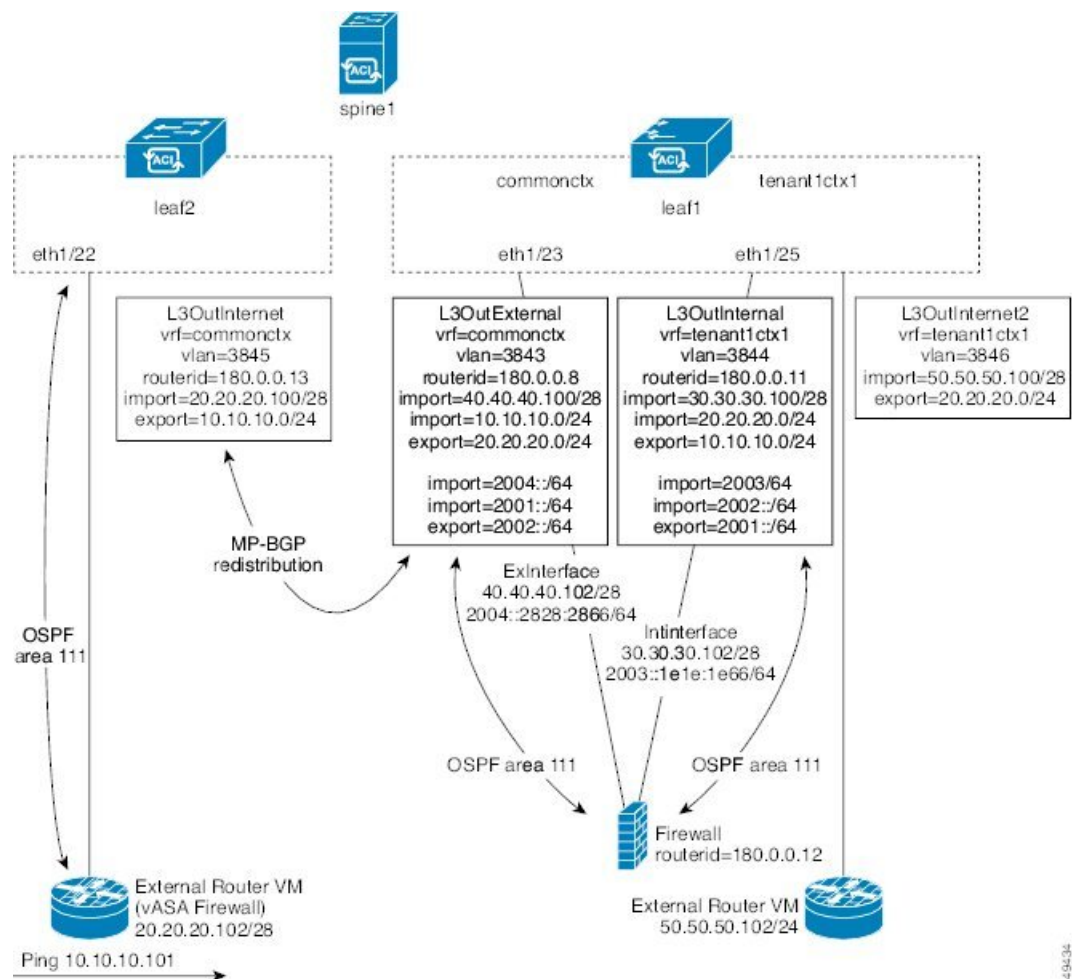 ACI
spine1
ACI
leaf2
eth1/22
commonctx
ACI
tenant1ctx1
leaf1
eth1/23
eth1/25
L3OutInternet
vrf=commonctx
vlan=3845
routerid=180.0.0.13
import=20.20.20.100/28
export=10.10.10.0/24
L3OutExternal
vrf=commonctx
vlan=3843
routerid=180.0.0.8
import=40.40.40.100/28
import=10.10.10.0/24
export=20.20.20.0/24
import=2004::/64
import=2001::/64
export=2002::/64
L3OutInternal
vrf=tenant1ctx1
vlan=3844
routerid=180.0.0.11
import=30.30.30.100/28
import=20.20.20.0/24
export=10.10.10.0/24
import=2003/64
import=2002::/64
export=2001::/64
L3OutInternet2
vrf=tenant1ctx1
vlan=3846
import=50.50.50.100/28
export=20.20.20.0/24
MP-BGP
redistribution
ExInterface
40.40.40.102/28
2004::2828:2866/64
Intinterface
30.30.30.102/28
2003::1e1e:1e66/64
OSPF
area 111
OSPF area 111
OSPF area 111
Firewall
routerid=180.0.0.12
External Router VM
(vASA Firewall)
20.20.20.102/28
External Router VM
50.50.50.102/24
Ping 10.10.10.101